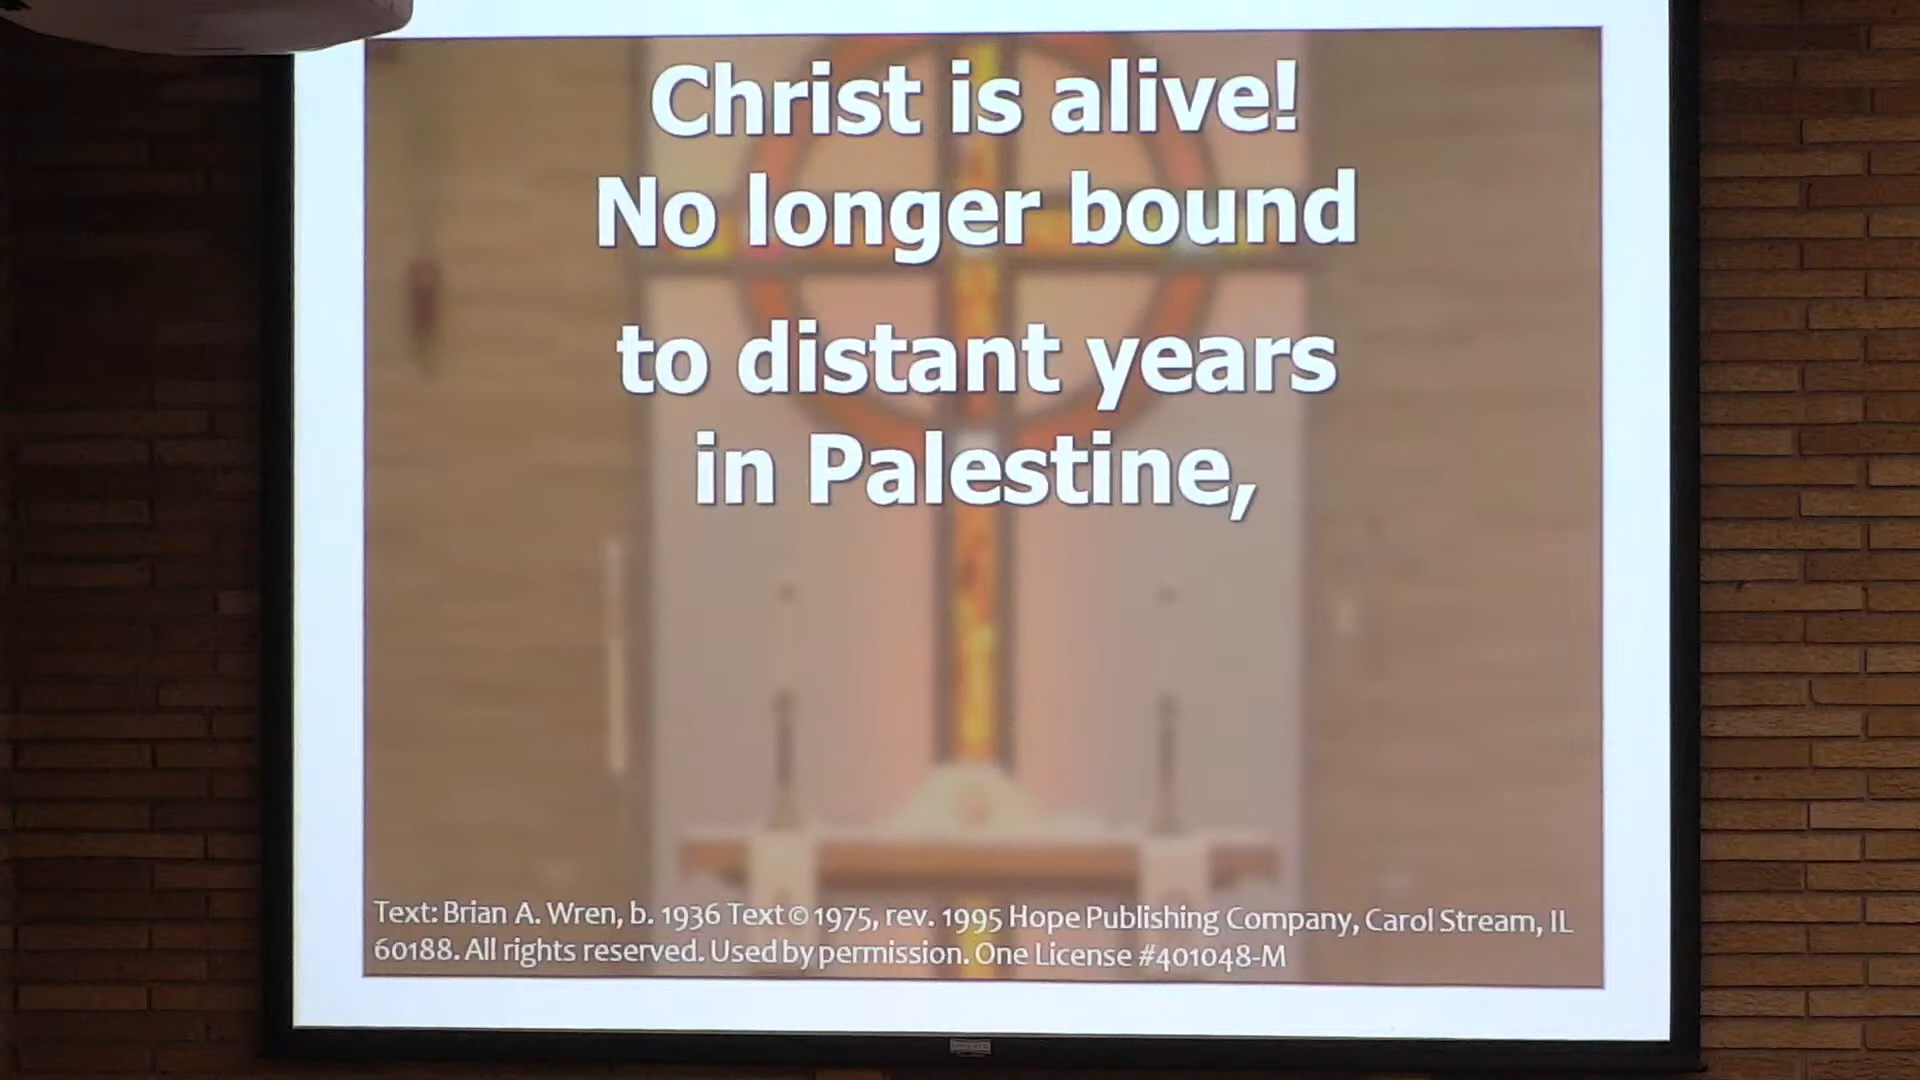 Christ is alive!
No longer bound
to distant years
in Palestine,
Text: Brian A. Wren, b. 1936 Text © 1975, rev. 1995 Hope Publishing Company, Carol Stream, IL
60188. All rights reserved. Used by permission. One License #401048-M